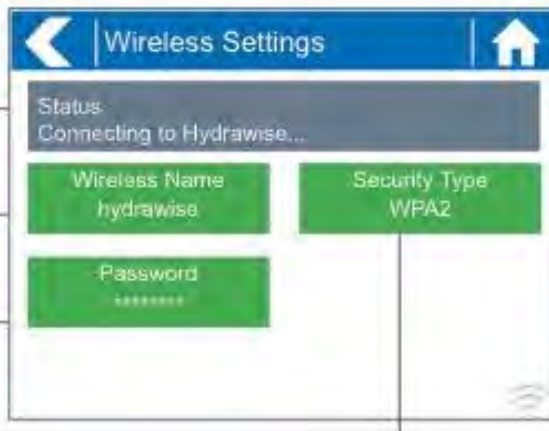 Wireless Settings
Status
Connecting to Hydrawise...
Wireless Name
hydrawise
Security Type
WPA2
Password
********